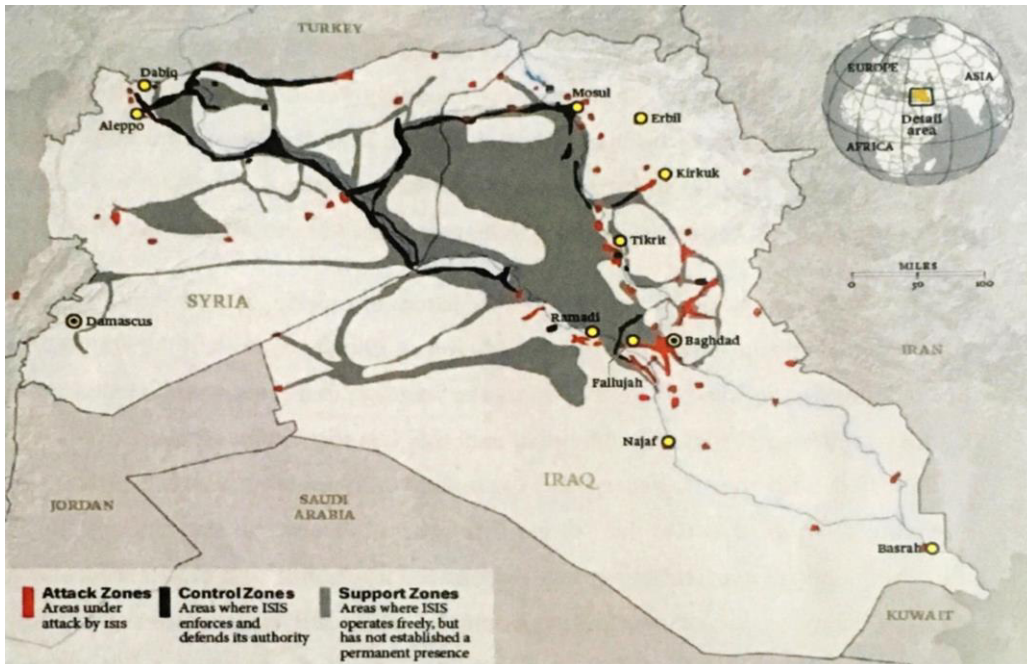 TURKEY
Dabiq
Aleppo
Mosul
Erbil
Kirkuk
Tikrit
SYRIA
Damascus
Ramadi
Baghdad
Fallujah
Najaf
IRAQ
IRAN
JORDAN
SAUDI
ARABIA
Basrah
KUWAIT
EUROPE
ASIA
Detail
area
AFRICA
MILES
0 50 100
Attack Zones
Areas under
attack by ISIS
Control Zones
Areas where ISIS
enforces and
defends its authority
Support Zones
Areas where ISIS
operates freely, but
has not established a
permanent presence